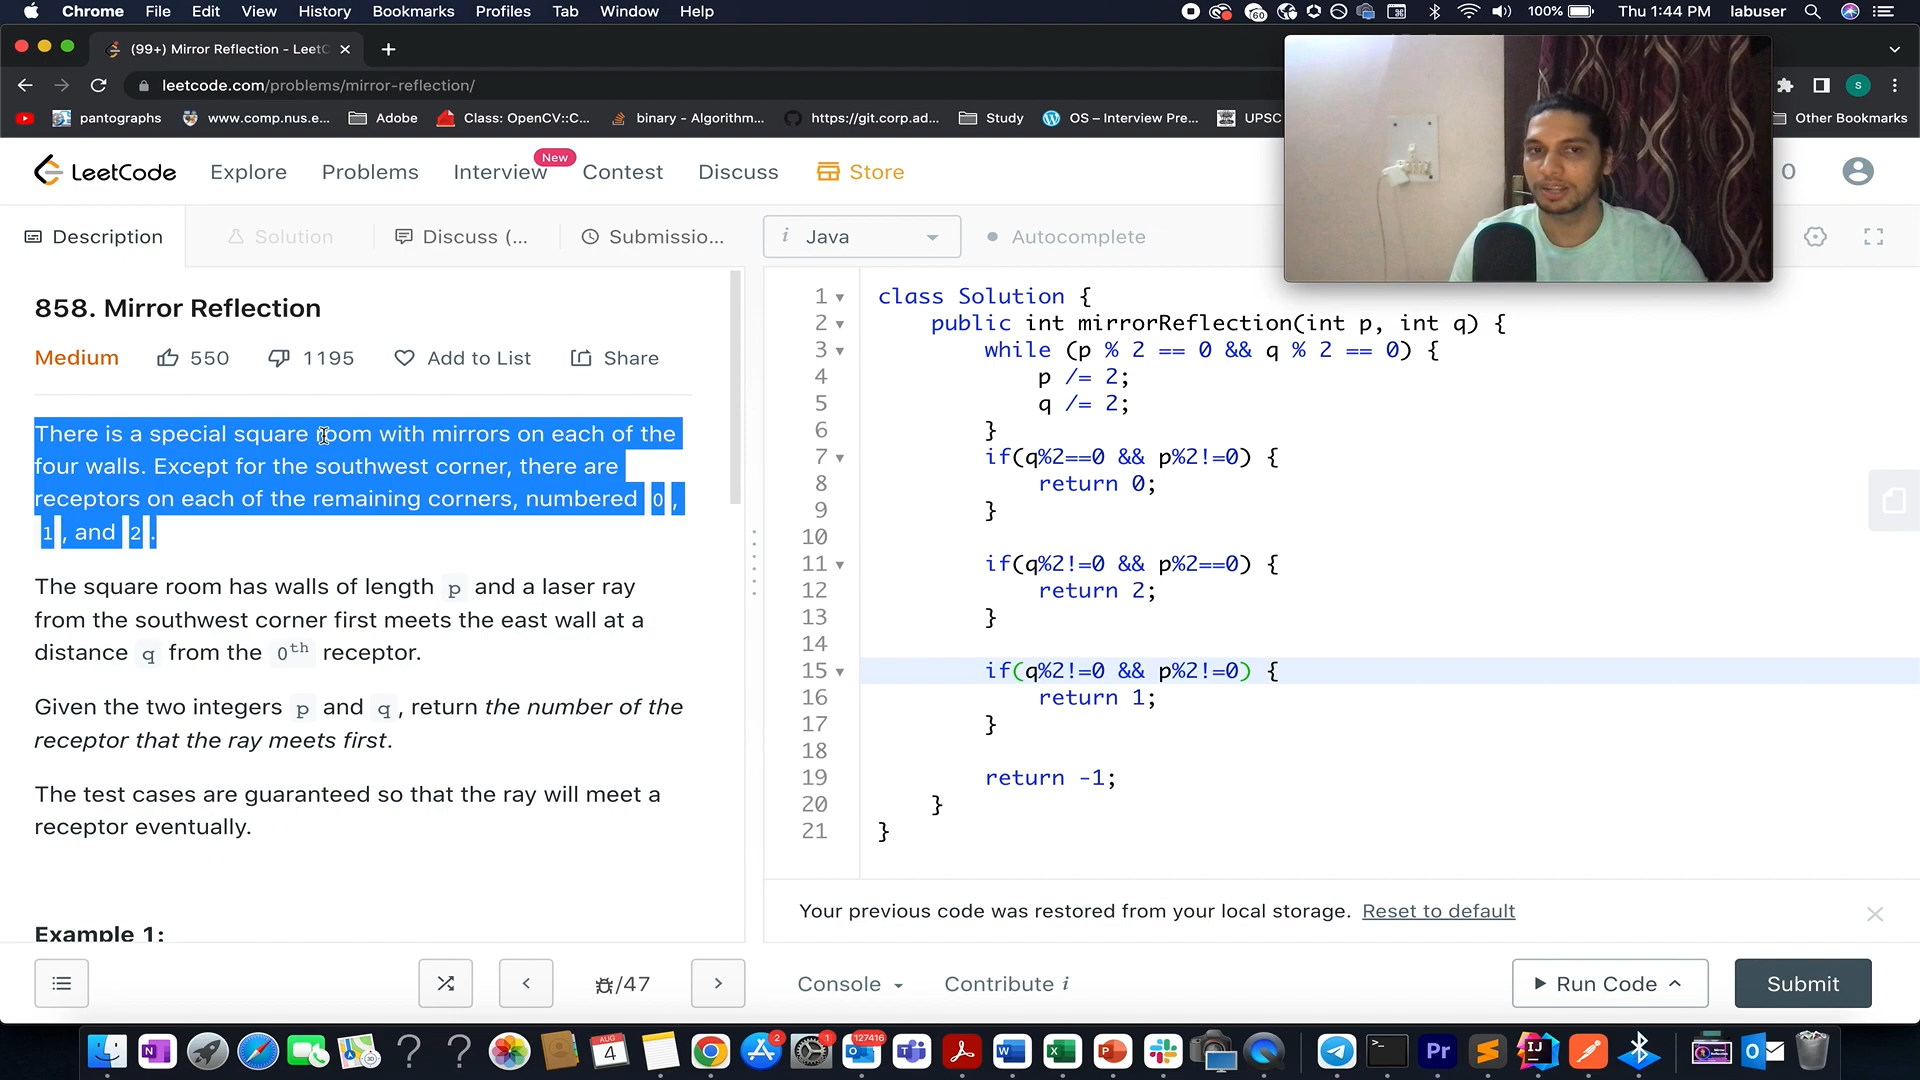 Chrome File Edit View History Bookmarks Profiles Tab Window Help
60 100% Thu 1:44 PM labuser
(99+) Mirror Reflection - LeetC
leetcode.com/problems/mirror-reflection/
S
pantographs www.comp.nus.e... Adobe Class: OpenCV::C... binary - Algorithm... https://git.corp.ad... Study OS – Interview Pre... UPSC Other Bookmarks
LeetCode Explore Problems Interview New Contest Discuss Store 0
Description Solution Discuss (... Submissio...
i Java Autocomplete
858. Mirror Reflection
Medium 550 1195 Add to List Share
There is a special square room with mirrors on each of the
four walls. Except for the southwest corner, there are
receptors on each of the remaining corners, numbered 0 ,
1 , and 2 .
The square room has walls of length p and a laser ray
from the southwest corner first meets the east wall at a
distance q from the 0th receptor.
Given the two integers p and q , return the number of the
receptor that the ray meets first.
The test cases are guaranteed so that the ray will meet a
receptor eventually.
Example 1:
1 class Solution {
2 public int mirrorReflection(int p, int q) {
3 while (p % 2 == 0 && q % 2 == 0) {
4 p /= 2;
5 q /= 2;
6 }
7 if(q%2==0 && p%2!=0) {
8 return 0;
9 }
10
11 if(q%2!=0 && p%2==0) {
12 return 2;
13 }
14
15 if(q%2!=0 && p%2!=0) {
16 return 1;
17 }
18
19 return -1;
20 }
21 }
Your previous code was restored from your local storage. Reset to default
/47
Console Contribute i Run Code Submit
AUG
4
2
1
127416
Pr